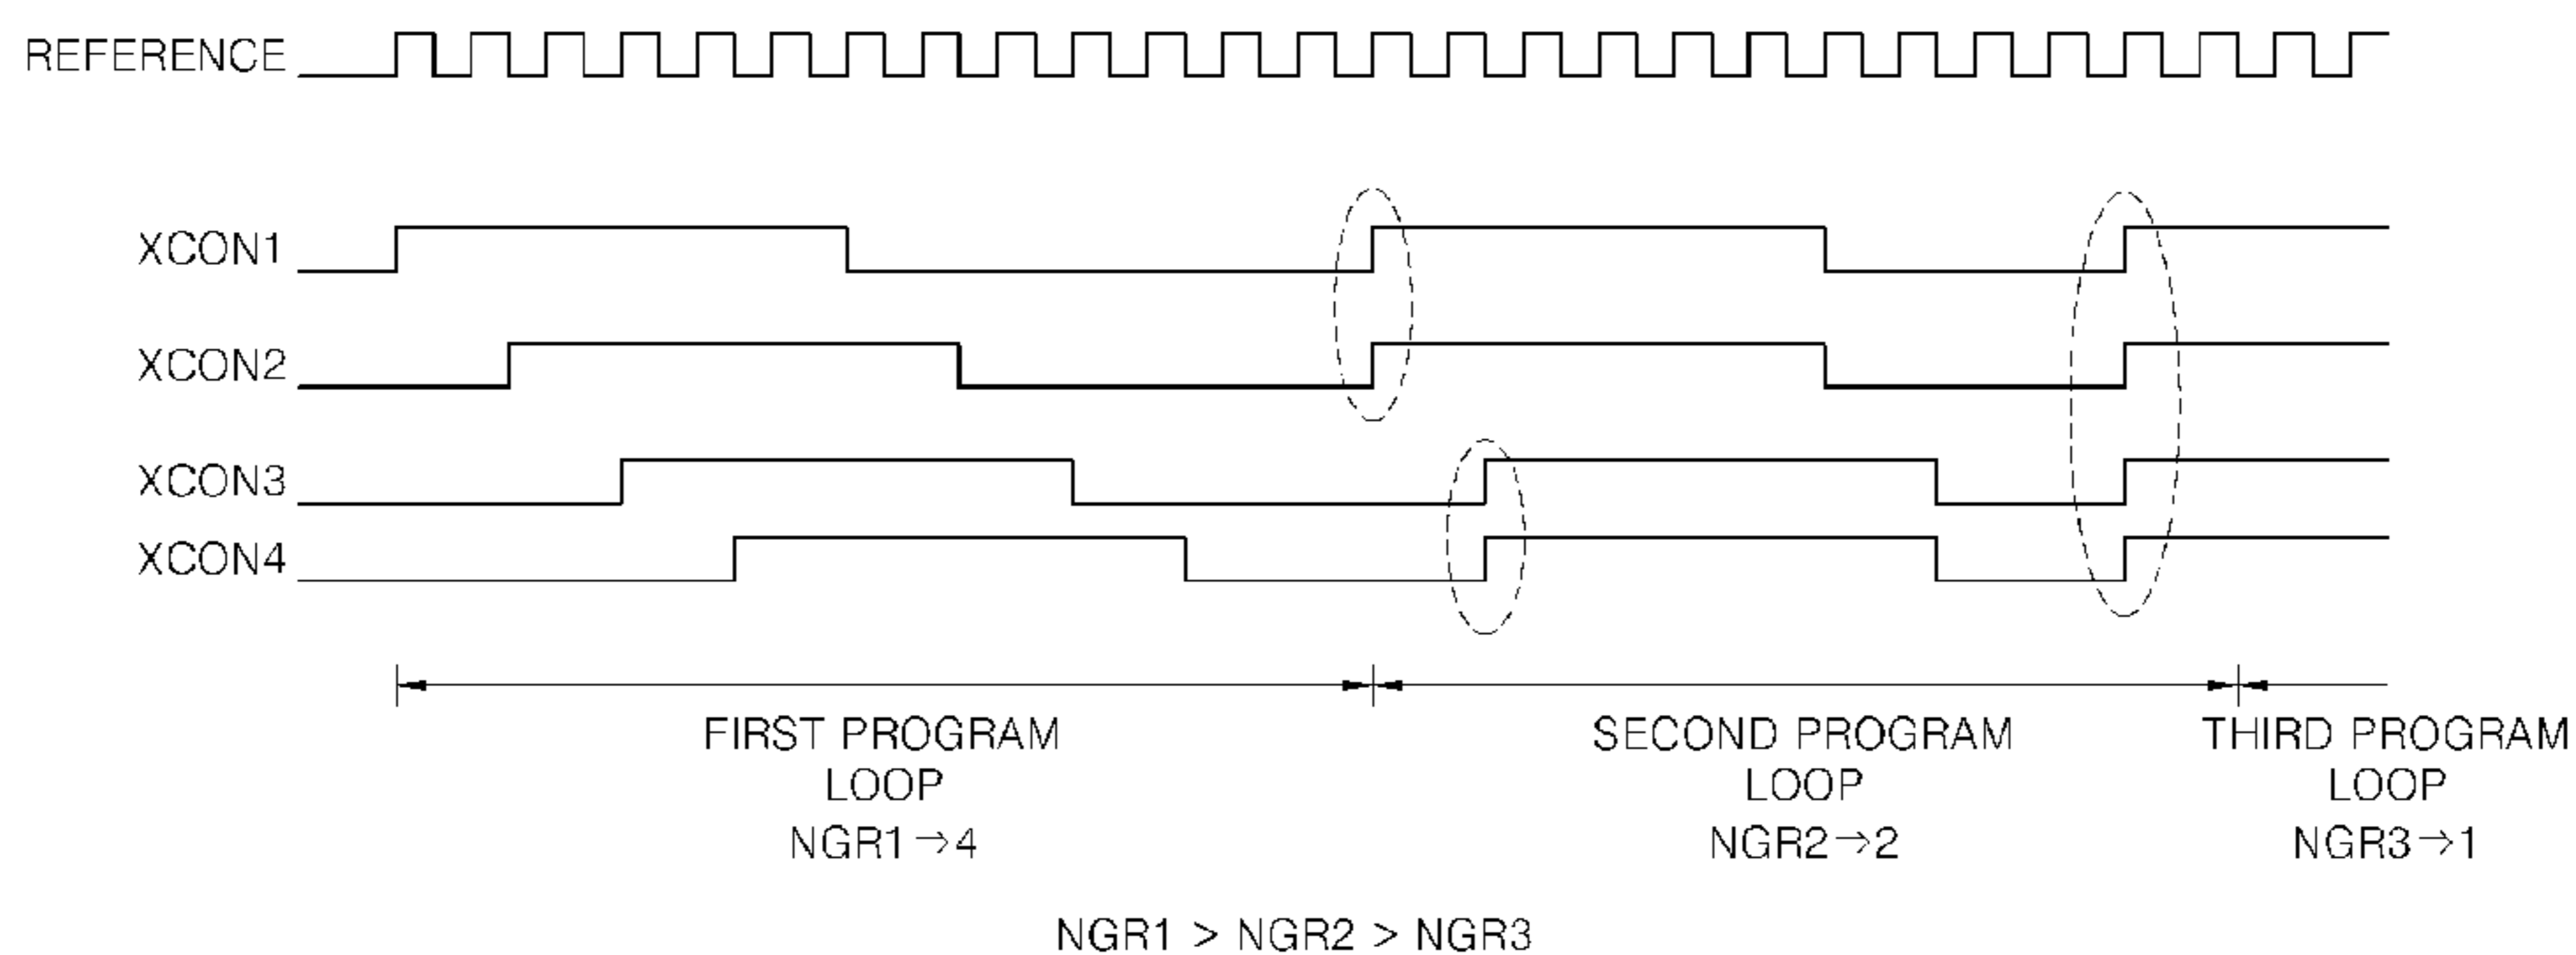 REFERENCE
XCON1
XCON2
XCON3
XCON4
FIRST PROGRAM
LOOP
NGR1→4
SECOND PROGRAM
LOOP
NGR2→2
THIRD PROGRAM
LOOP
NGR3→1
NGR1 > NGR2 > NGR3